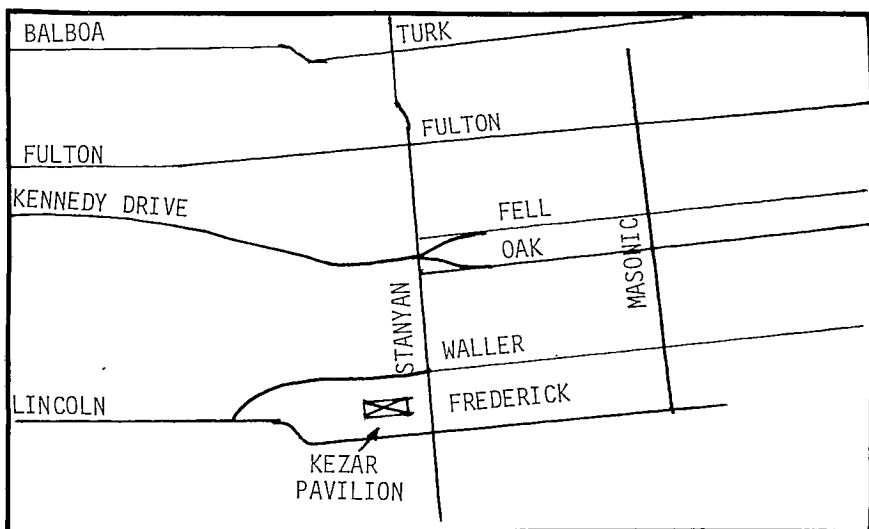 BALBOA
TURK
FULTON
FULTON
KENNEDY DRIVE
FELL
OAK
MASONIC
STANYAN
WALLER
LINCOLN
FREDERICK
KEZAR
PAVILION